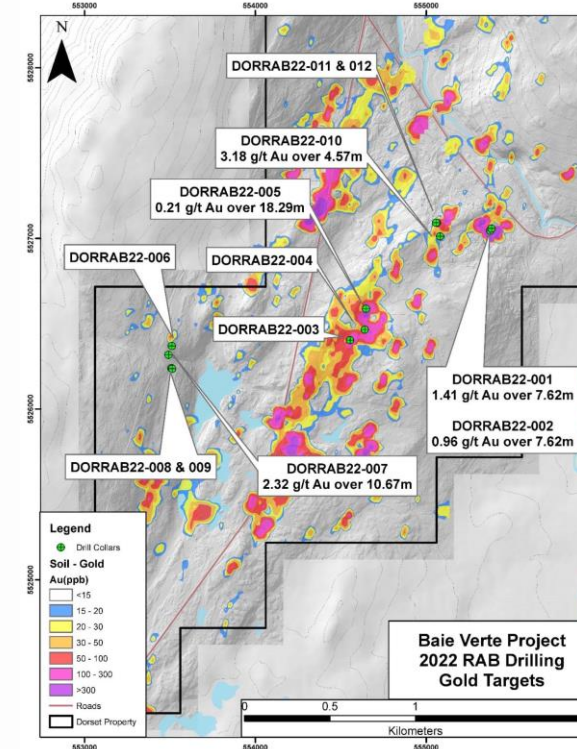 553000
554000
555000
5528000
5527000
5526000
5525000
N
DORRAB22-011 & 012
DORRAB22-010
3.18 g/t Au over 4.57m
DORRAB22-005
0.21 g/t Au over 18.29m
DORRAB22-006
DORRAB22-004
DORRAB22-003
DORRAB22-001
1.41 g/t Au over 7.62m
DORRAB22-002
0.96 g/t Au over 7.62m
DORRAB22-008 & 009
DORRAB22-007
2.32 g/t Au over 10.67m
Legend
Drill Collars
Soil - Gold
Au(ppb)
<15
15 - 20
20 - 30
30 - 50
50 - 100
100 - 300
>300
Roads
Dorset Property
Baie Verte Project
2022 RAB Drilling
Gold Targets
0 0.5 1
Kilometers
553000
554000
555000